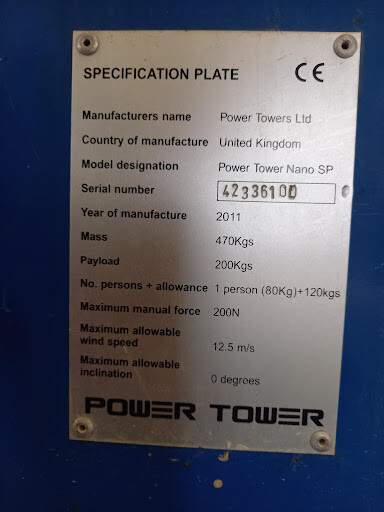 SPECIFICATION PLATE CE
Manufacturers name Power Towers Ltd
Country of manufacture United Kingdom
Model designation Power Tower Nano SP
Serial number 4233610D
Year of manufacture 2011
Mass 470Kgs
Payload 200Kgs
No. persons + allowance 1 person (80Kg)+120kgs
Maximum manual force 200N
Maximum allowable
wind speed 12.5 m/s
Maximum allowable
inclination 0 degrees
POWER TOWER